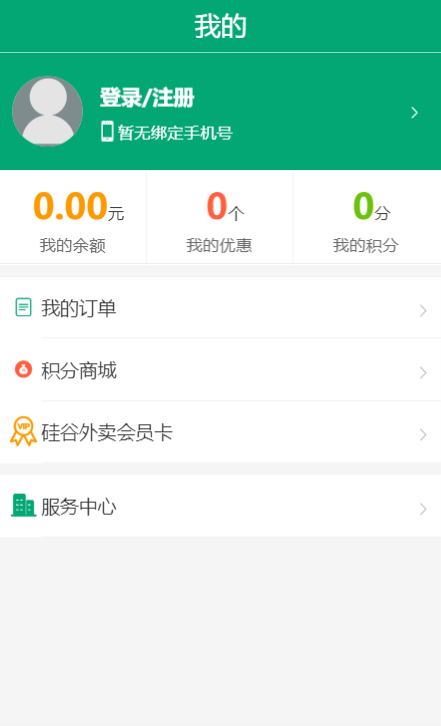 我的
登录/注册
暂无绑定手机号
0.00元
0个
0分
我的余额
我的优惠
我的积分
我的订单
积分商城
VIP
硅谷外卖会员卡
服务中心